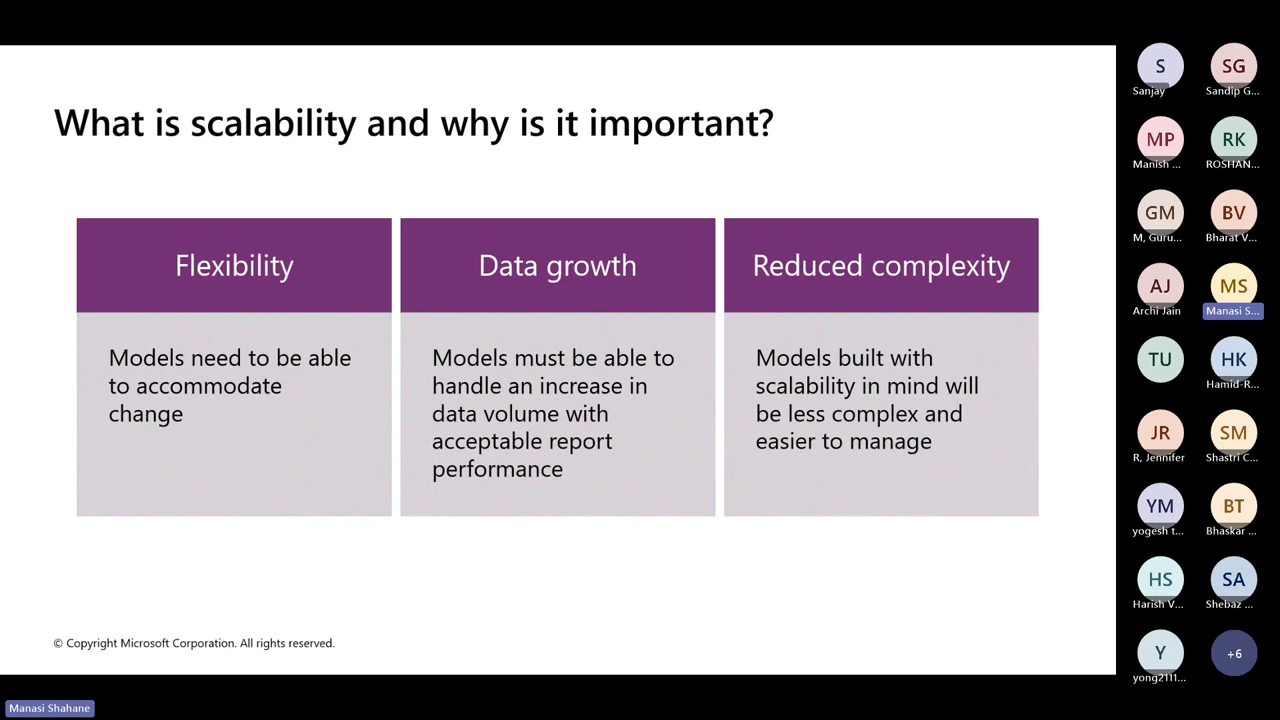 What is scalability and why is it important?
Flexibility
Models need to be able
to accommodate
change
Data growth
Models must be able to
handle an increase in
data volume with
acceptable report
performance
Reduced complexity
Models built with
scalability in mind will
be less complex and
easier to manage
© Copyright Microsoft Corporation. All rights reserved.
Manasi Shahane
S
Sanjay
SG
Sandip G...
MP
Manish ...
RK
ROSHAN...
GM
M, Guru...
BV
Bharat V...
AJ
Archi Jain
MS
Manasi S...
TU
HK
Hamid-R...
JR
R, Jennifer
SM
Shastri C...
YM
yogesh t...
BT
Bhaskar ...
HS
Harish V...
SA
Shebaz ...
Y
yong2111...
+6